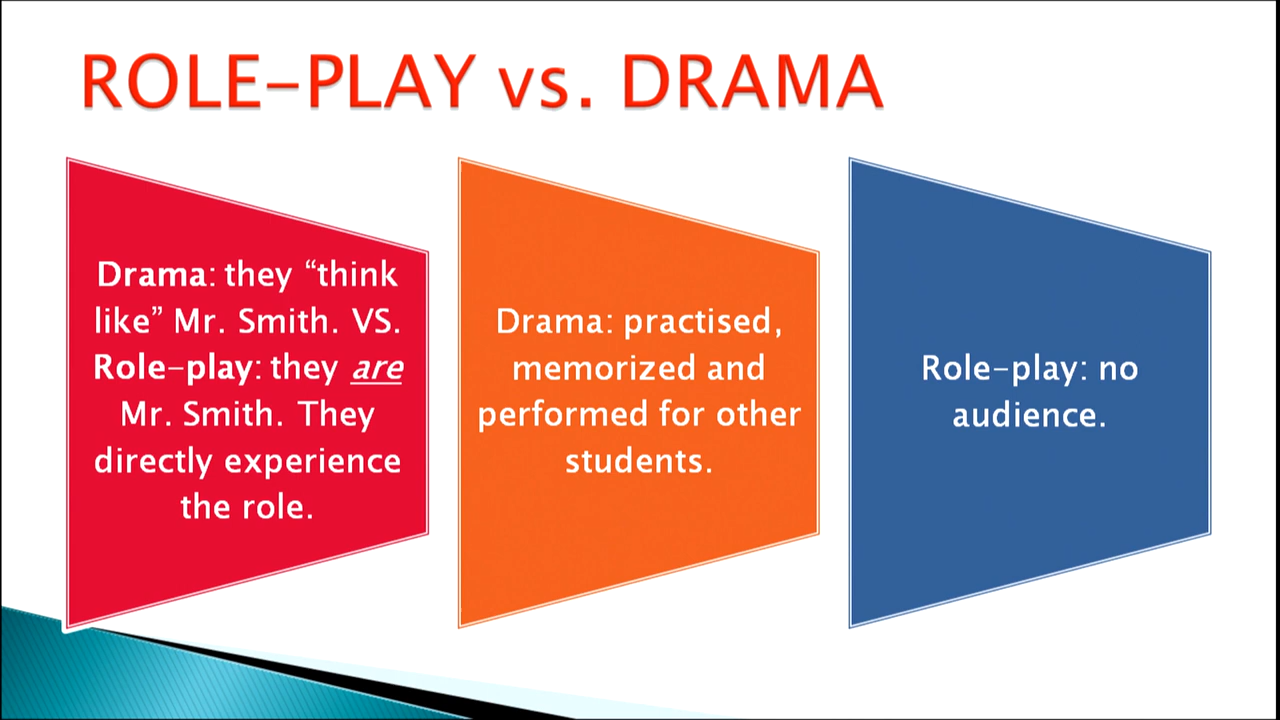 ROLE-PLAY vs. DRAMA
Drama: they “think
like” Mr. Smith. VS.
Role-play: they are
Mr. Smith. They
directly experience
the role.
Drama: practised,
memorized and
performed for other
students.
Role-play: no
audience.